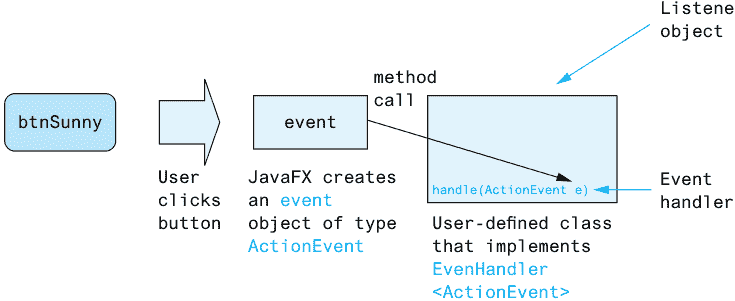 btnSunny
User
clicks
button
event
JavaFX creates
an event
object of type
ActionEvent
method
call
handle(ActionEvent e)
User-defined class
that implements
EvenHandler
<ActionEvent>
Listene
object
Event
handler